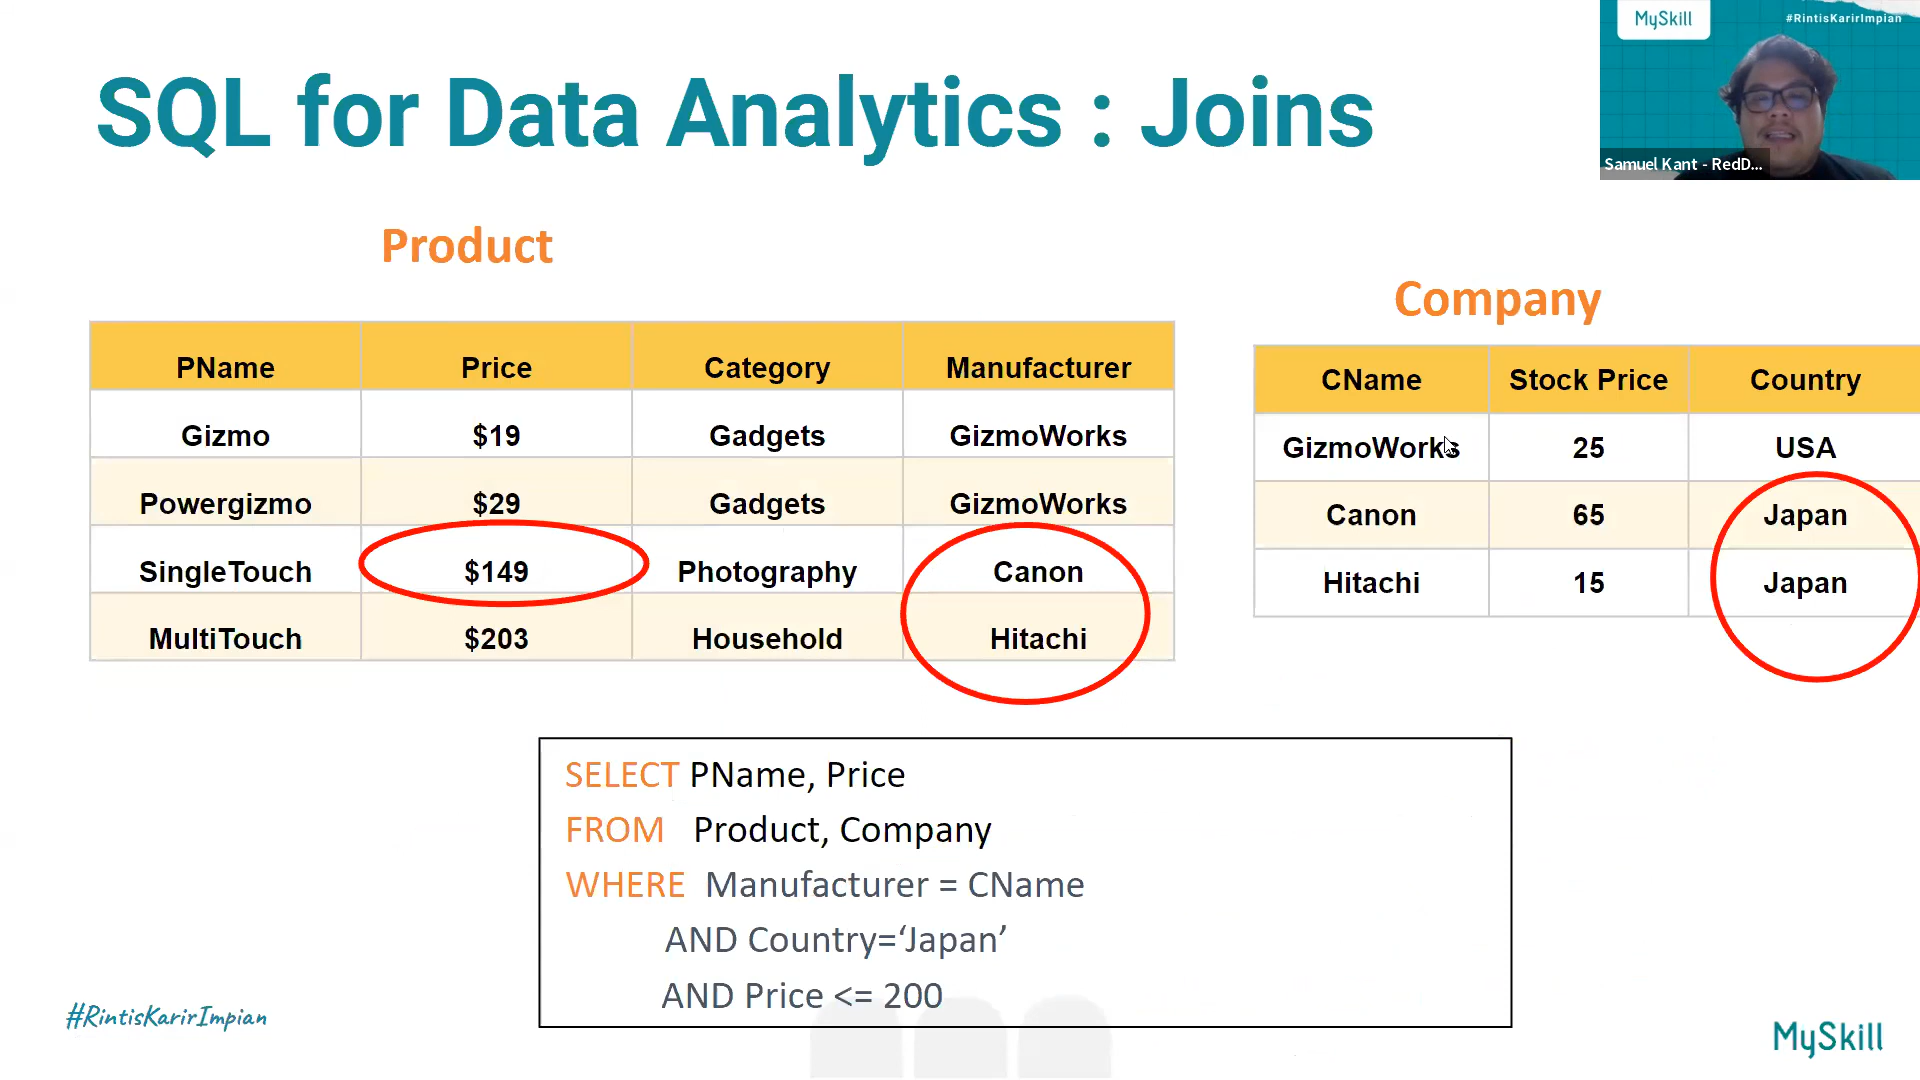 MySkill
#RintisKarirImpian
SQL for Data Analytics : Joins
Samuel Kant - RedD...
Product
Company
PName Price Category Manufacturer
Gizmo $19 Gadgets GizmoWorks
Powergizmo $29 Gadgets GizmoWorks
SingleTouch $149 Photography Canon
MultiTouch $203 Household Hitachi
CName Stock Price Country
GizmoWorks 25 USA
Canon 65 Japan
Hitachi 15 Japan
SELECT PName, Price
FROM Product, Company
WHERE Manufacturer = CName
AND Country=‘Japan’
AND Price <= 200
#RintisKarirImpian
MySkill